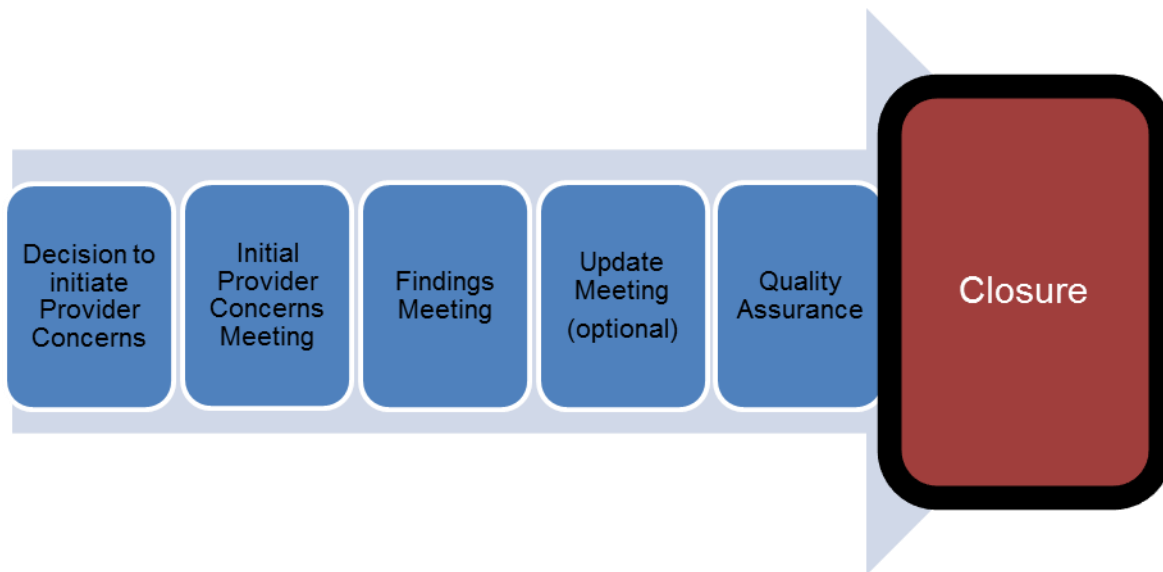 Decision to
initiate
Provider
Concerns
Initial
Provider
Concerns
Meeting
Findings
Meeting
Update
Meeting
(optional)
Quality
Assurance
Closure